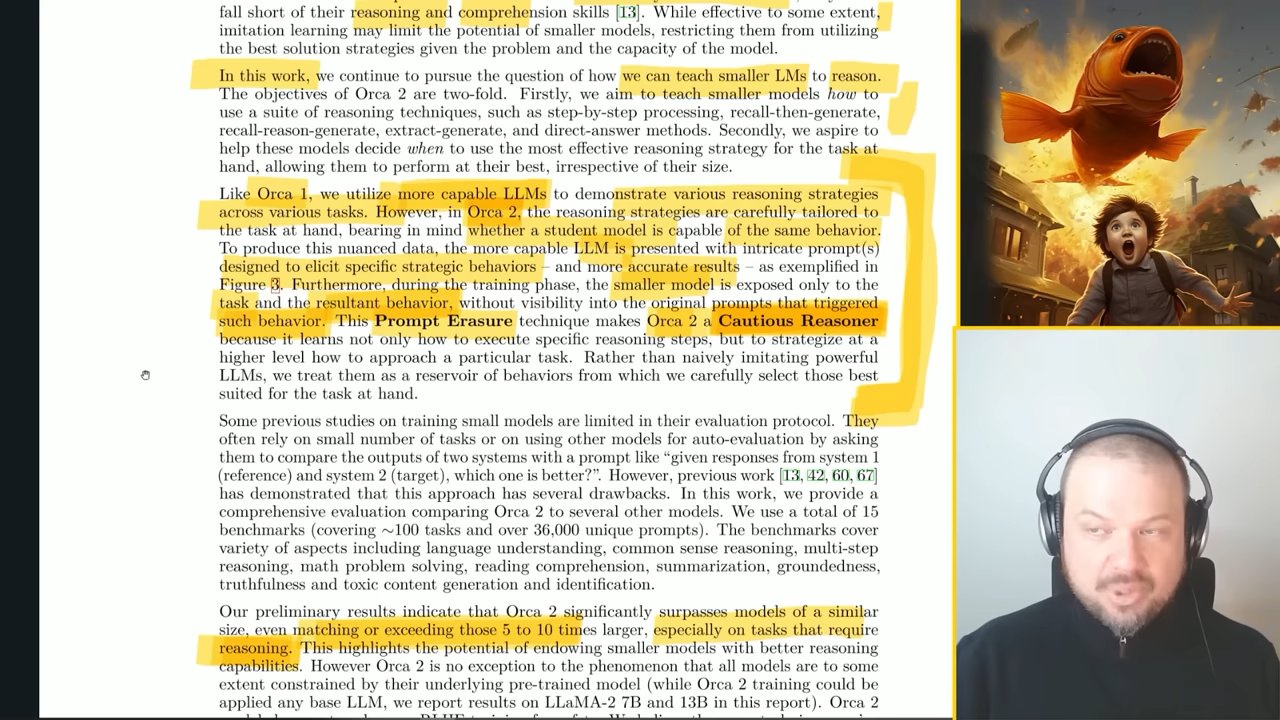 fall short of their reasoning and comprehension skills [13]. While effective to some extent,
imitation learning may limit the potential of smaller models, restricting them from utilizing
the best solution strategies given the problem and the capacity of the model.
In this work, we continue to pursue the question of how we can teach smaller LMs to reason.
The objectives of Orca 2 are two-fold. Firstly, we aim to teach smaller models how to
use a suite of reasoning techniques, such as step-by-step processing, recall-then-generate,
recall-reason-generate, extract-generate, and direct-answer methods. Secondly, we aspire to
help these models decide when to use the most effective reasoning strategy for the task at
hand, allowing them to perform at their best, irrespective of their size.
Like Orca 1, we utilize more capable LLMs to demonstrate various reasoning strategies
across various tasks. However, in Orca 2, the reasoning strategies are carefully tailored to
the task at hand, bearing in mind whether a student model is capable of the same behavior.
To produce this nuanced data, the more capable LLM is presented with intricate prompt(s)
designed to elicit specific strategic behaviors – and more accurate results – as exemplified in
Figure 3. Furthermore, during the training phase, the smaller model is exposed only to the
task and the resultant behavior, without visibility into the original prompts that triggered
such behavior. This Prompt Erasure technique makes Orca 2 a Cautious Reasoner
because it learns not only how to execute specific reasoning steps, but to strategize at a
higher level how to approach a particular task. Rather than naively imitating powerful
LLMs, we treat them as a reservoir of behaviors from which we carefully select those best
suited for the task at hand.
Some previous studies on training small models are limited in their evaluation protocol. They
often rely on small number of tasks or on using other models for auto-evaluation by asking
them to compare the outputs of two systems with a prompt like “given responses from system 1
(reference) and system 2 (target), which one is better?”. However, previous work [13, 42, 60, 67]
has demonstrated that this approach has several drawbacks. In this work, we provide a
comprehensive evaluation comparing Orca 2 to several other models. We use a total of 15
benchmarks (covering ∼100 tasks and over 36,000 unique prompts). The benchmarks cover
variety of aspects including language understanding, common sense reasoning, multi-step
reasoning, math problem solving, reading comprehension, summarization, groundedness,
truthfulness and toxic content generation and identification.
Our preliminary results indicate that Orca 2 significantly surpasses models of a similar
size, even matching or exceeding those 5 to 10 times larger, especially on tasks that require
reasoning. This highlights the potential of endowing smaller models with better reasoning
capabilities. However Orca 2 is no exception to the phenomenon that all models are to some
extent constrained by their underlying pre-trained model (while Orca 2 training could be
applied any base LLM, we report results on LLaMA-2 7B and 13B in this report). Orca 2